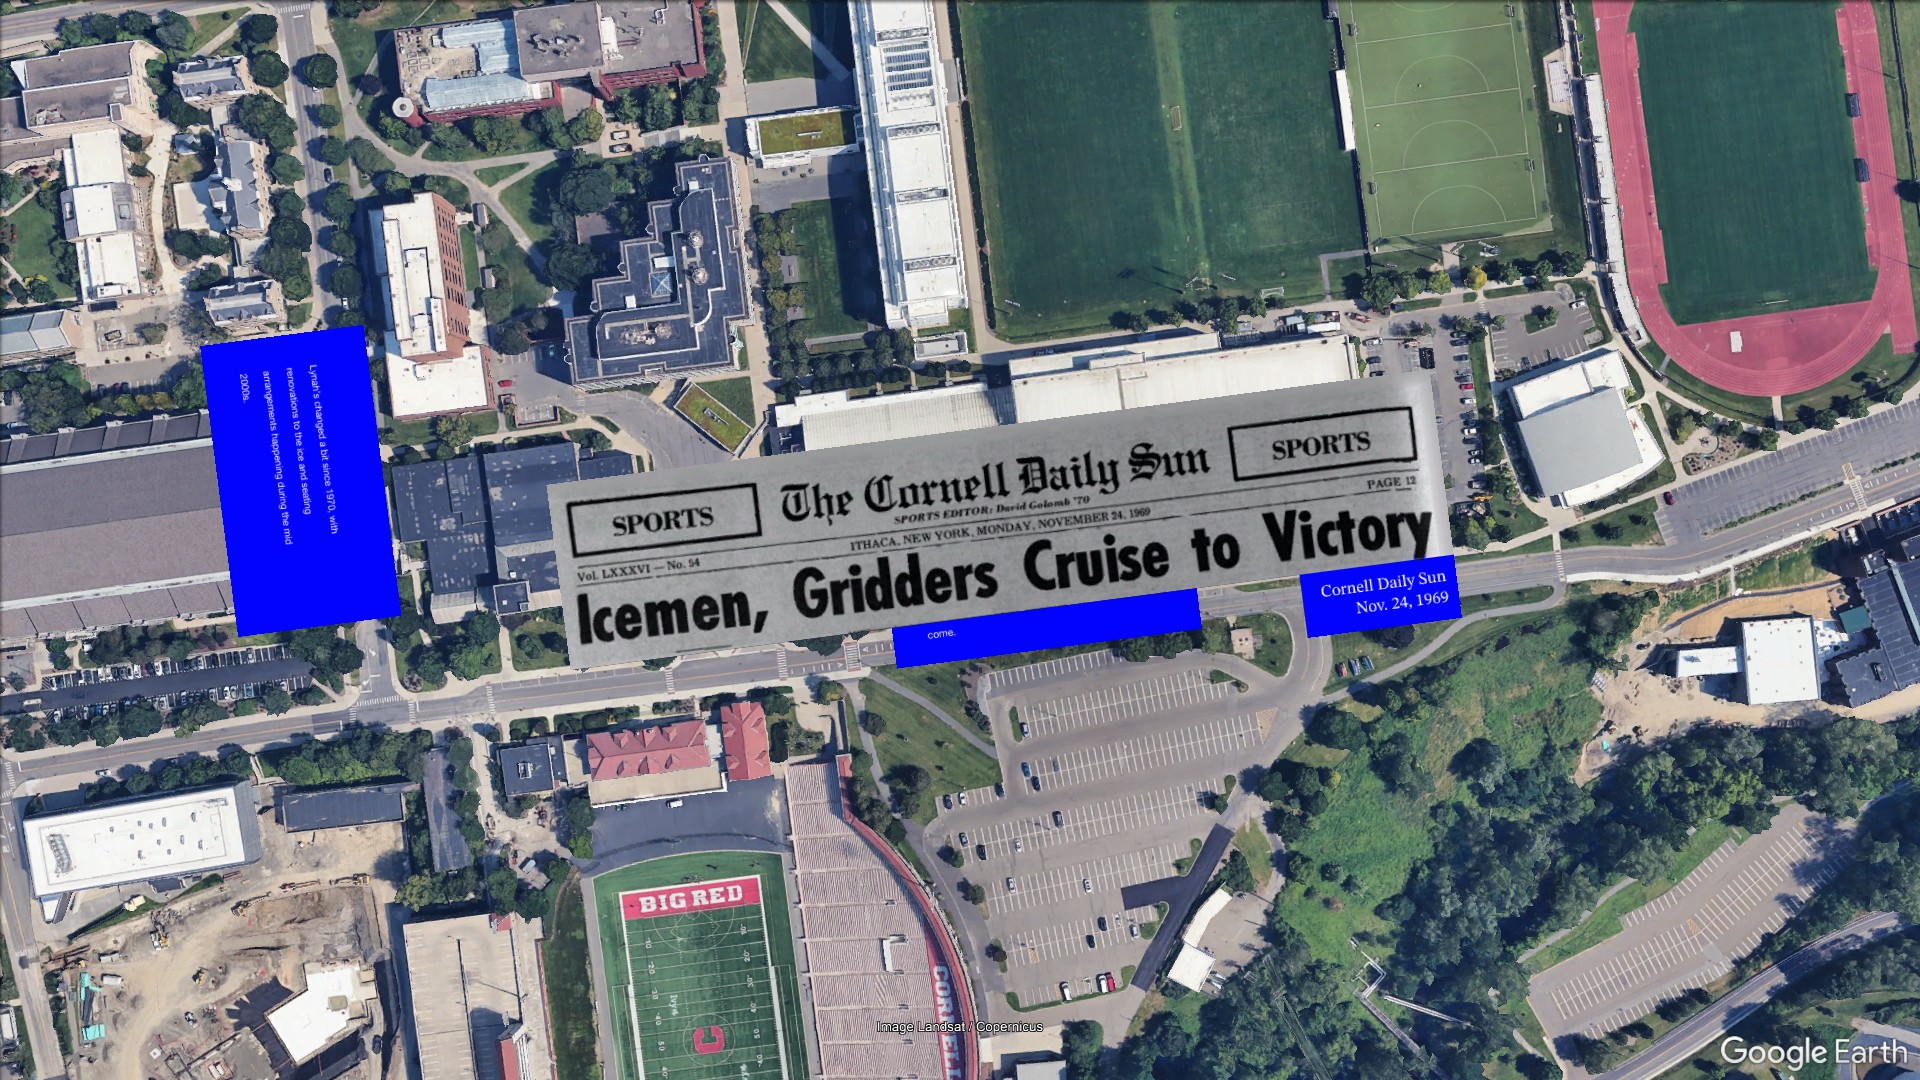 Lynah's changed a bit since 1970, with
renovations to the ice and seating
arrangements happening during the mid
2000s.
SPORTS
The Cornell Daily Sun
SPORTS
SPORTS EDITOR: David Golomb '70
Vol. LXXXVI — No. 54
ITHACA, NEW YORK, MONDAY, NOVEMBER 24, 1969
PAGE 12
Icemen, Gridders Cruise to Victory
come.
Cornell Daily Sun
Nov. 24, 1969
BIG RED
C
Image Landsat / Copernicus
Google Earth